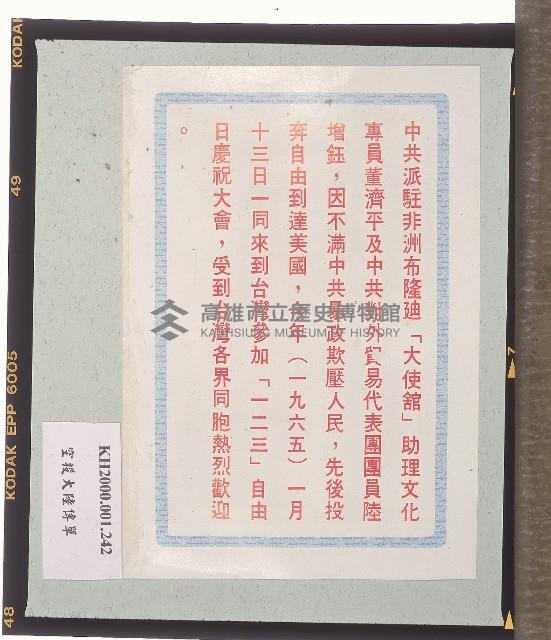 中共派駐非洲布隆廸「大使舘」助理文化
專員董濟平及中共對外貿易代表團團員陸
增鈺，因不滿中共暴政欺壓人民，先後投
奔自由到達美國，今年（一九六五）一月
十三日一同來到台灣參加「一二三」自由
日慶祝大會，受到台灣各界同胞熱烈歡迎
。
高雄市立歷史博物館
KAOHSIUNG MUSEUM OF HISTORY
KH2000.001.242
空投大陸傳單
KODAK
49
KODAK EPP 6005
48
7